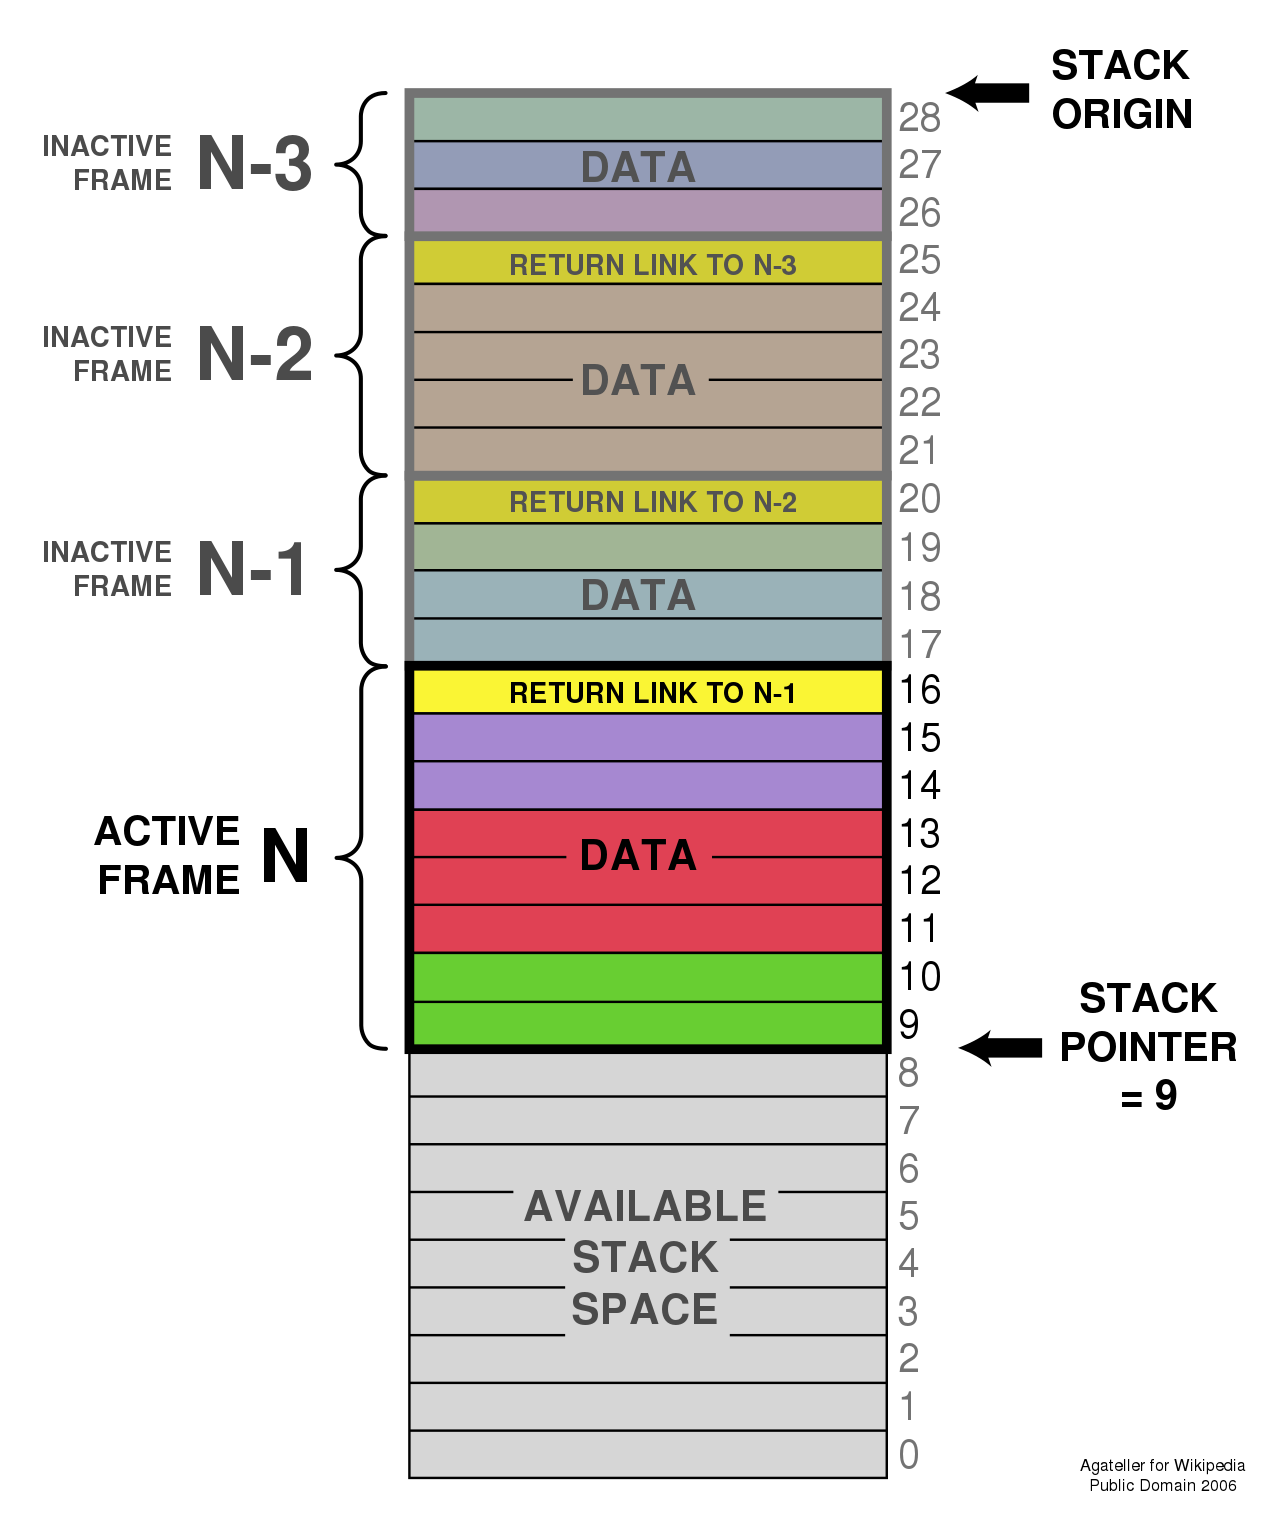 STACK
ORIGIN
28
INACTIVE
FRAME
N-3
DATA
27
26
RETURN LINK TO N-3
25
24
INACTIVE
FRAME
N-2
23
DATA
22
21
RETURN LINK TO N-2
20
19
INACTIVE
FRAME
N-1
DATA
18
17
RETURN LINK TO N-1
16
15
14
ACTIVE
FRAME
N
13
DATA
12
11
10
9
STACK
POINTER
= 9
8
7
6
AVAILABLE
5
STACK
4
SPACE
3
2
1
0
Agateller for Wikipedia
Public Domain 2006